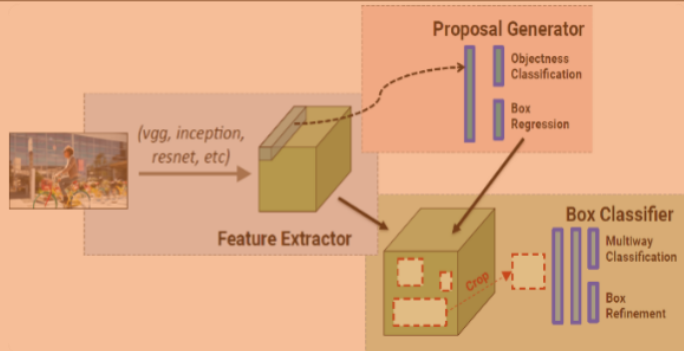 Proposal Generator
Objectness
Classification
Box
Regression
(vgg, inception,
resnet, etc)
Feature Extractor
Box Classifier
Multiway
Classification
Crop
Box
Refinement